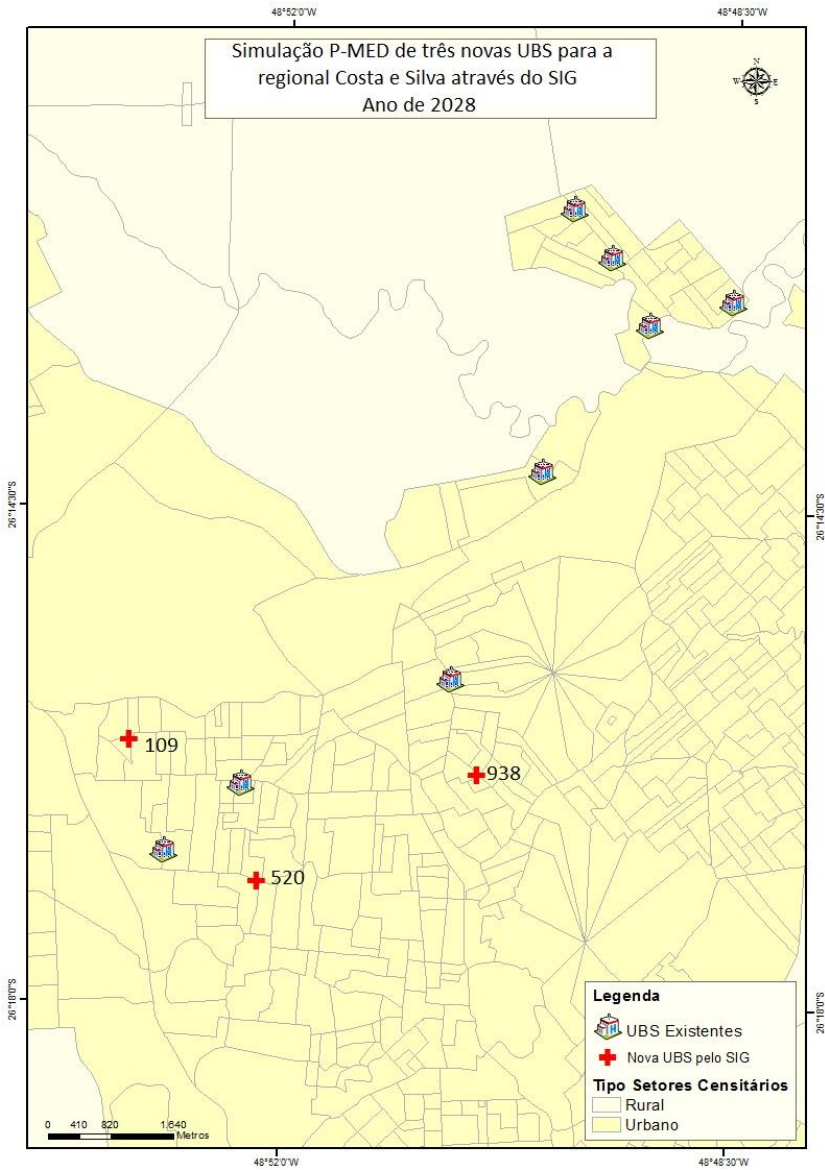 48°52'0"W
48°48'30"W
Simulação P-MED de três novas UBS para a
regional Costa e Silva através do SIG
Ano de 2028
N
W
E
S
26°14'30"S
26°14'30"S
109
938
520
26°18'0"S
26°18'0"S
Legenda
UBS Existentes
Nova UBS pelo SIG
Tipo Setores Censitários
Rural
Urbano
0 410 820 1.640
Metros
48°52'0"W
48°48'30"W